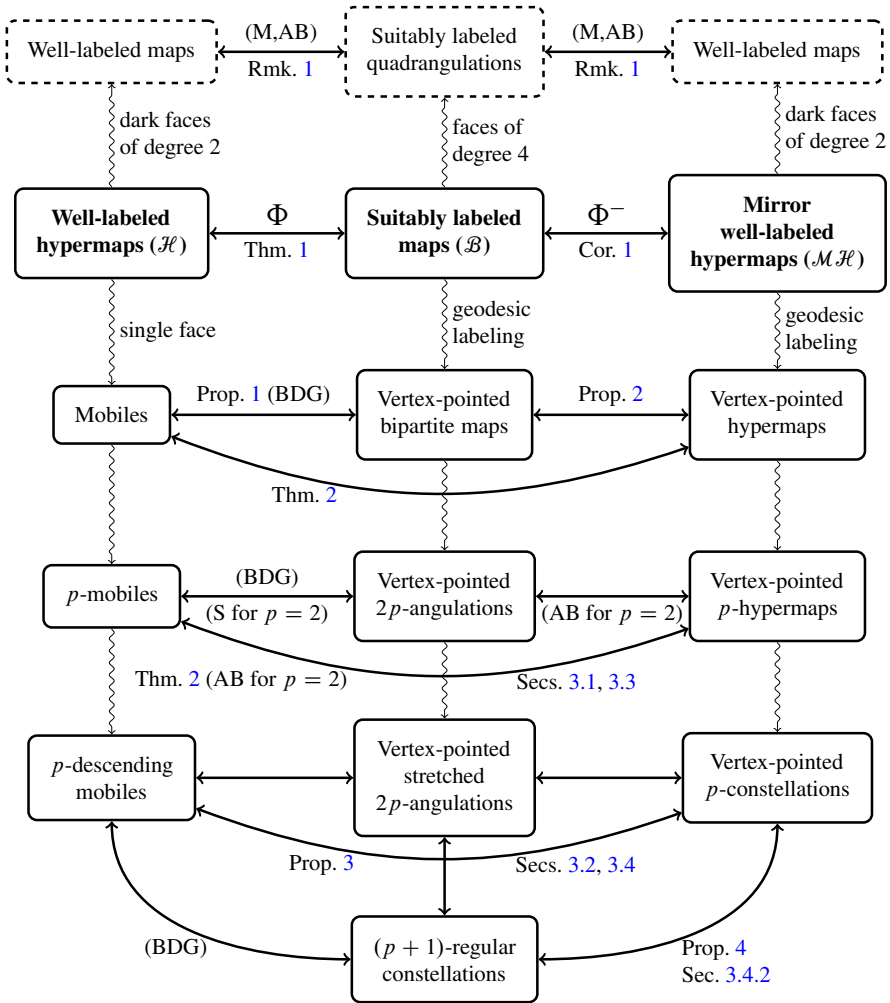 Well-labeled maps
(M,AB)
Rmk. 1
Suitably labeled
quadrangulations
(M,AB)
Rmk. 1
Well-labeled maps
dark faces
of degree 2
faces of
degree 4
dark faces
of degree 2
Well-labeled
hypermaps (ℋ)
Φ
Thm. 1
Suitably labeled
maps (ℬ)
Φ−
Cor. 1
Mirror
well-labeled
hypermaps (ℳℋ)
single face
geodesic
labeling
geodesic
labeling
Mobiles
Prop. 1 (BDG)
Vertex-pointed
bipartite maps
Prop. 2
Vertex-pointed
hypermaps
Thm. 2
p-mobiles
(BDG)
(S for p = 2)
Vertex-pointed
2p-angulations
(AB for p = 2)
Vertex-pointed
p-hypermaps
Thm. 2 (AB for p = 2)
Secs. 3.1, 3.3
p-descending
mobiles
Vertex-pointed
stretched
2p-angulations
Vertex-pointed
p-constellations
Prop. 3
Secs. 3.2, 3.4
(BDG)
(p + 1)-regular
constellations
Prop. 4
Sec. 3.4.2